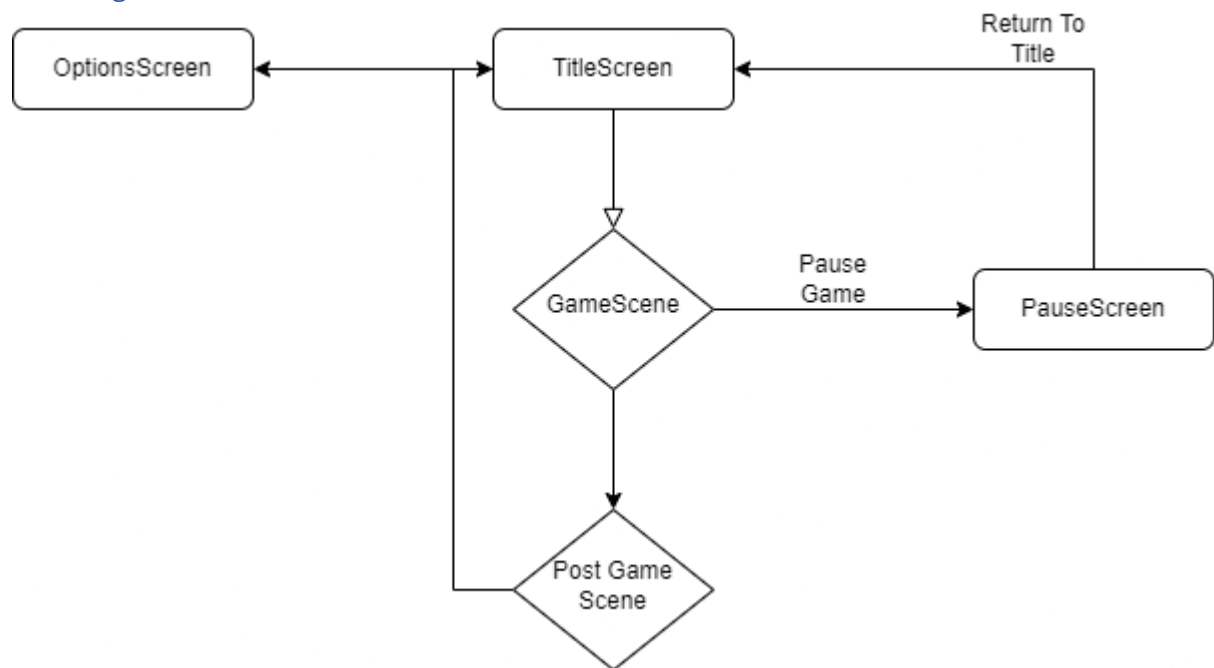 Return To
Title
OptionsScreen
TitleScreen
Pause
Game
GameScene
PauseScreen
Post Game
Scene